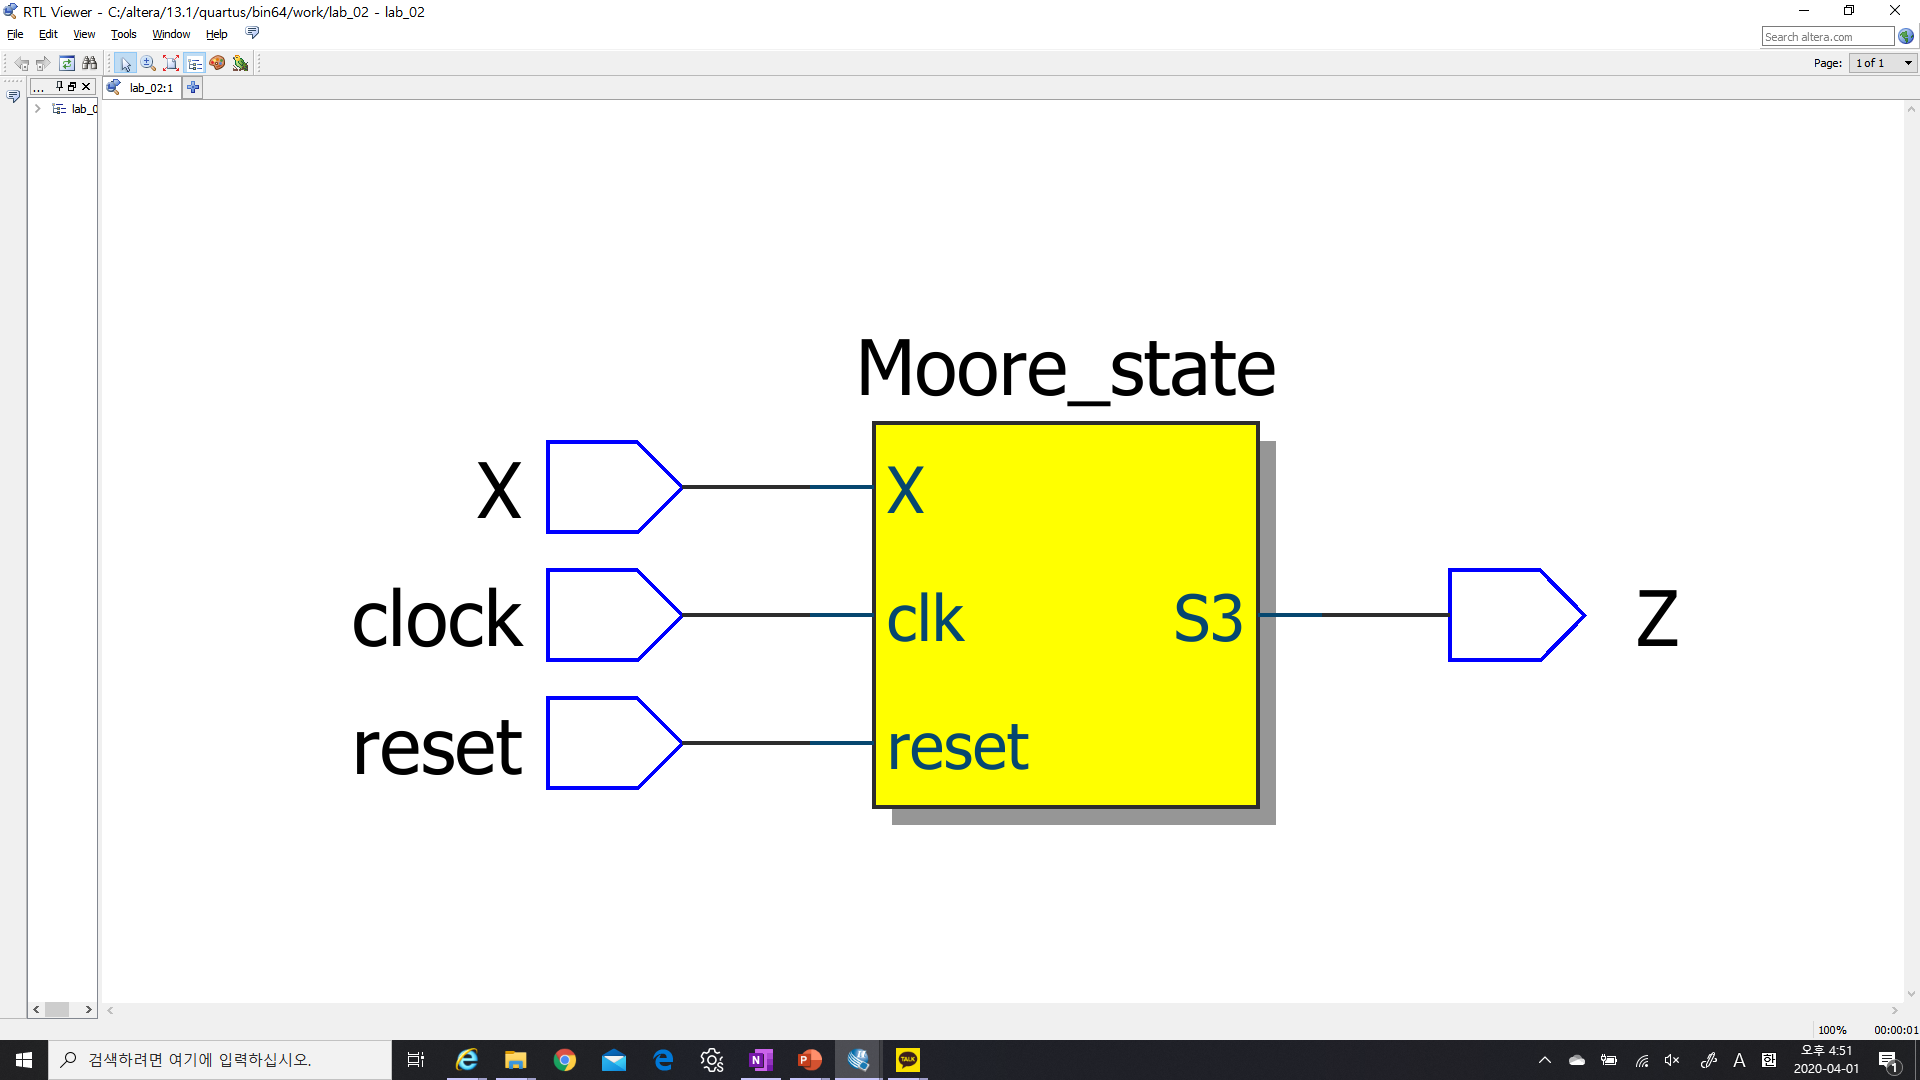 RTL Viewer - C:/altera/13.1/quartus/bin64/work/lab_02 - lab_02
File Edit View Tools Window Help
Search altera.com
Page: 1 of 1
...
lab_02:1
lab_0
Moore_state
X
X
clock
clk
S3
Z
reset
reset
100% 00:00:01
검색하려면 여기에 입력하십시오.
N
P
TALK
A
한
오후 4:51
2020-04-01
1